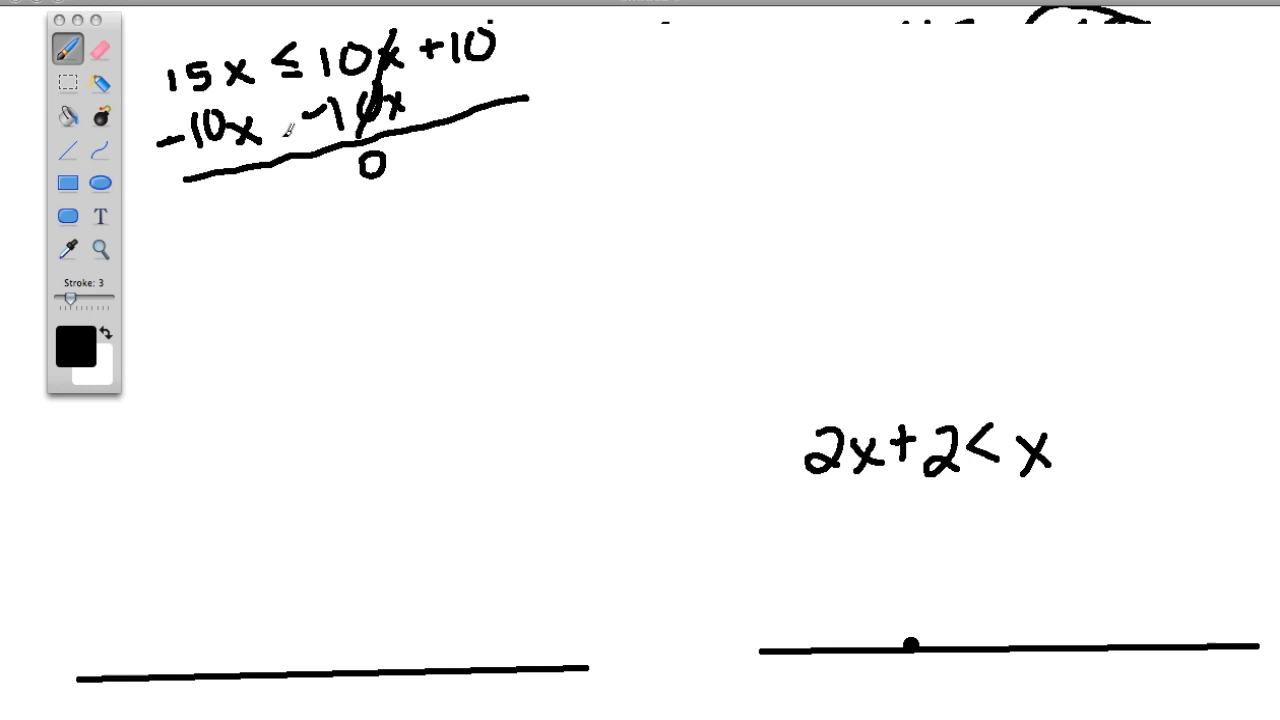 15x ≤ 10x + 10
-10x -10x
0
T
Stroke: 3
2x + 2 < x